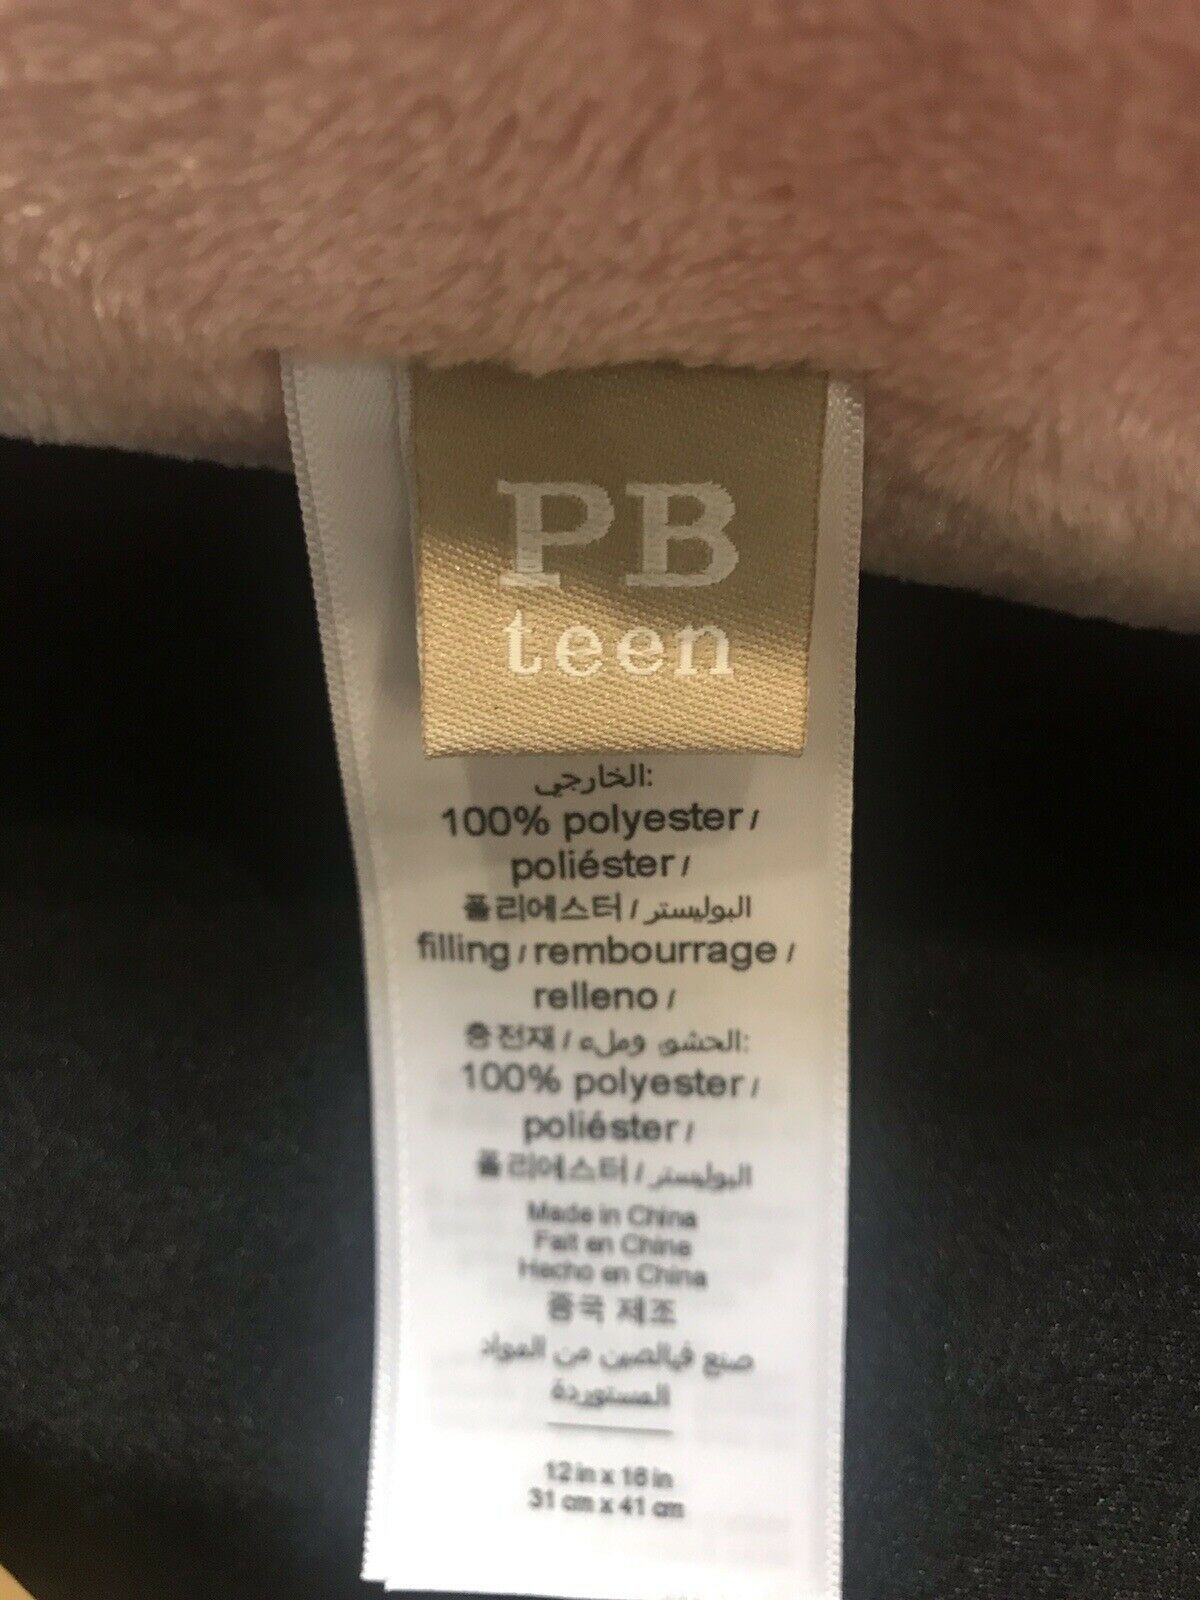 PB
teen
الخارجي:
100% polyester /
poliéster /
폴리에스터 / البوليستر
filling / rembourrage /
relleno /
충전재 / الحشو وملء:
100% polyester /
poliéster /
폴리에스터 / البوليستر
Made in China
Fait en China
Hecho en China
중국 제조
صنع فيالصين من المواد
المستوردة
12 in x 16 in
31 cm x 41 cm